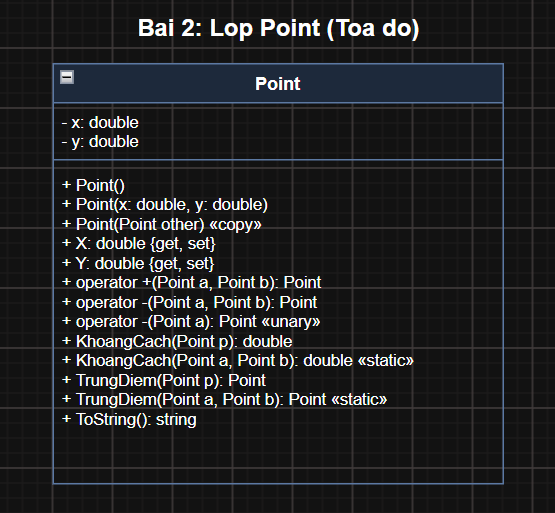 Bai 2: Lop Point (Toa do)
Point
- x: double
- y: double
+ Point()
+ Point(x: double, y: double)
+ Point(Point other) «copy»
+ X: double {get, set}
+ Y: double {get, set}
+ operator +(Point a, Point b): Point
+ operator -(Point a, Point b): Point
+ operator -(Point a): Point «unary»
+ KhoangCach(Point p): double
+ KhoangCach(Point a, Point b): double «static»
+ TrungDiem(Point p): Point
+ TrungDiem(Point a, Point b): Point «static»
+ ToString(): string